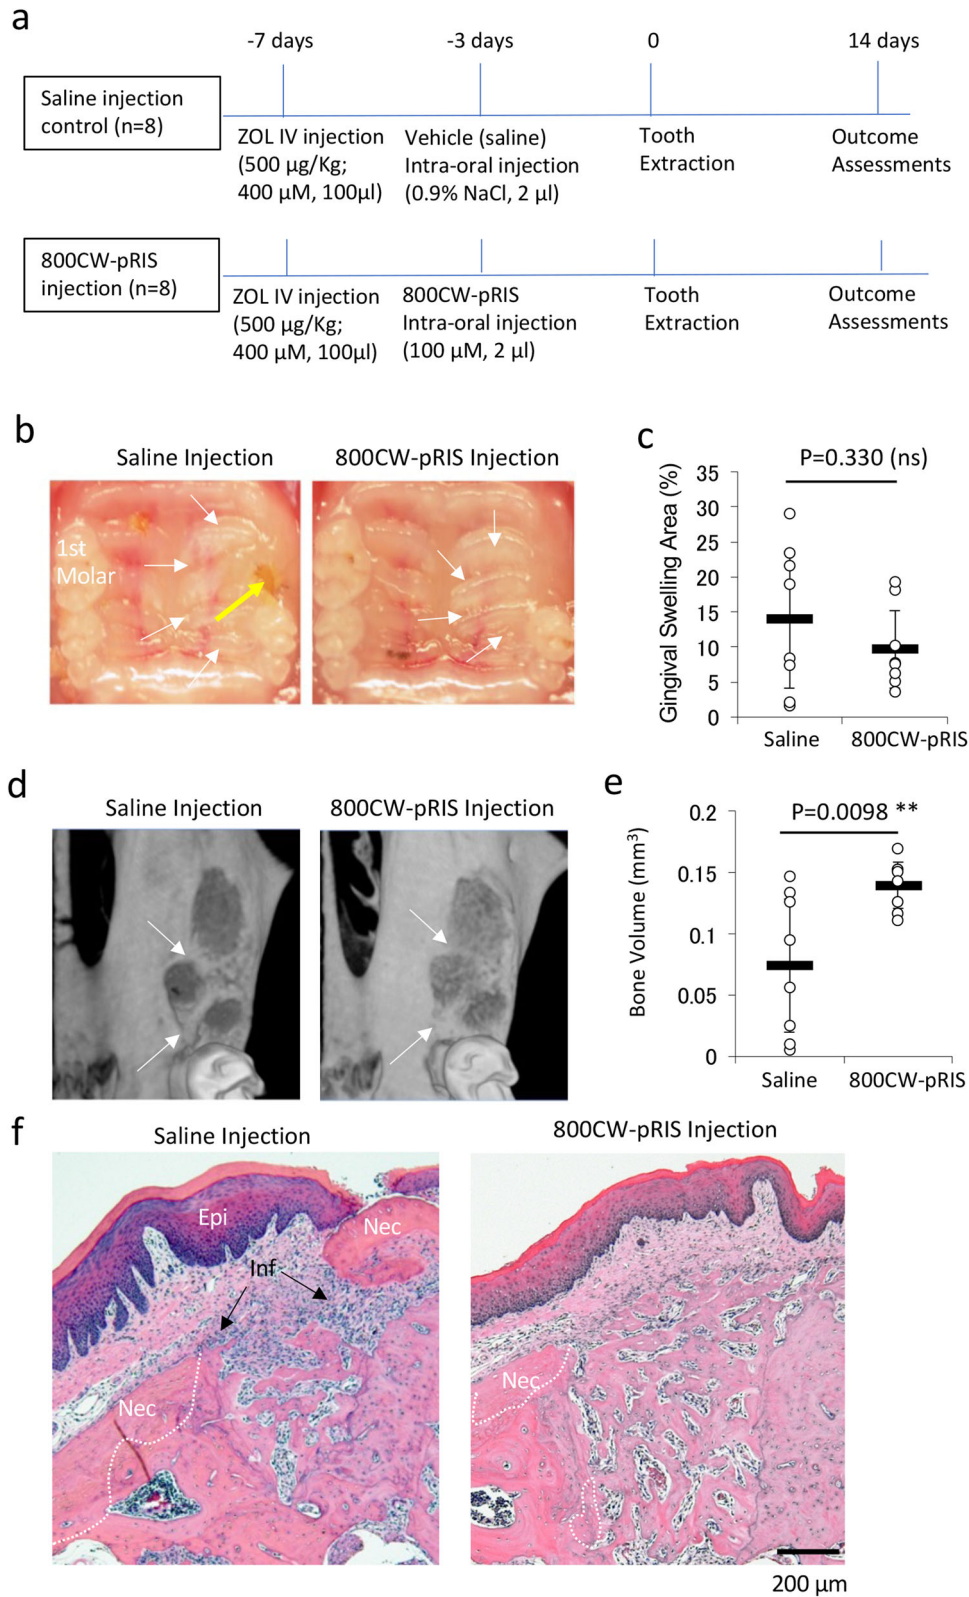 a
-7 days
-3 days
0
14 days
Saline injection
control (n=8)
ZOL IV injection
(500 µg/Kg;
400 µM, 100µl)
Vehicle (saline)
Intra-oral injection
(0.9% NaCl, 2 µl)
Tooth
Extraction
Outcome
Assessments
800CW-pRIS
injection (n=8)
ZOL IV injection
(500 µg/Kg;
400 µM, 100µl)
800CW-pRIS
Intra-oral injection
(100 µM, 2 µl)
Tooth
Extraction
Outcome
Assessments
b
Saline Injection
800CW-pRIS Injection
1st
Molar
c
P=0.330 (ns)
Gingival Swelling Area (%)
35
30
25
20
15
10
5
0
Saline
800CW-pRIS
d
Saline Injection
800CW-pRIS Injection
e
P=0.0098 **
Bone Volume (mm³)
0.2
0.15
0.1
0.05
0
Saline
800CW-pRIS
f
Saline Injection
800CW-pRIS Injection
Epi
Nec
Inf
Nec
Nec
200 µm